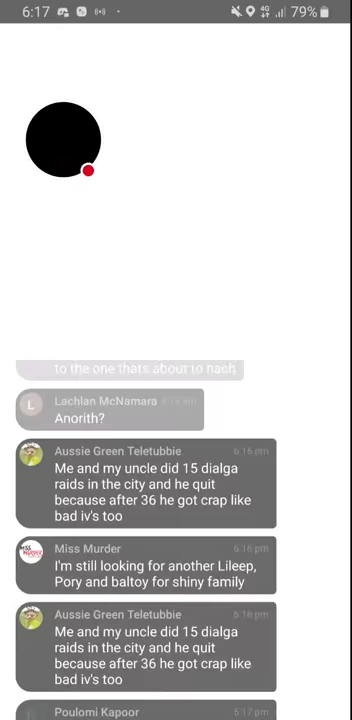 6:17
4G
79%
to the one thats about to hach
L
Lachlan McNamara 6:16 pm
Anorith?
Aussie Green Teletubbie 6:16 pm
Me and my uncle did 15 dialga
raids in the city and he quit
because after 36 he got crap like
bad iv's too
Miss Murder 6:16 pm
I'm still looking for another Lileep,
Pory and baltoy for shiny family
Aussie Green Teletubbie 6:16 pm
Me and my uncle did 15 dialga
raids in the city and he quit
because after 36 he got crap like
bad iv's too
Poulomi Kapoor 6:17 pm